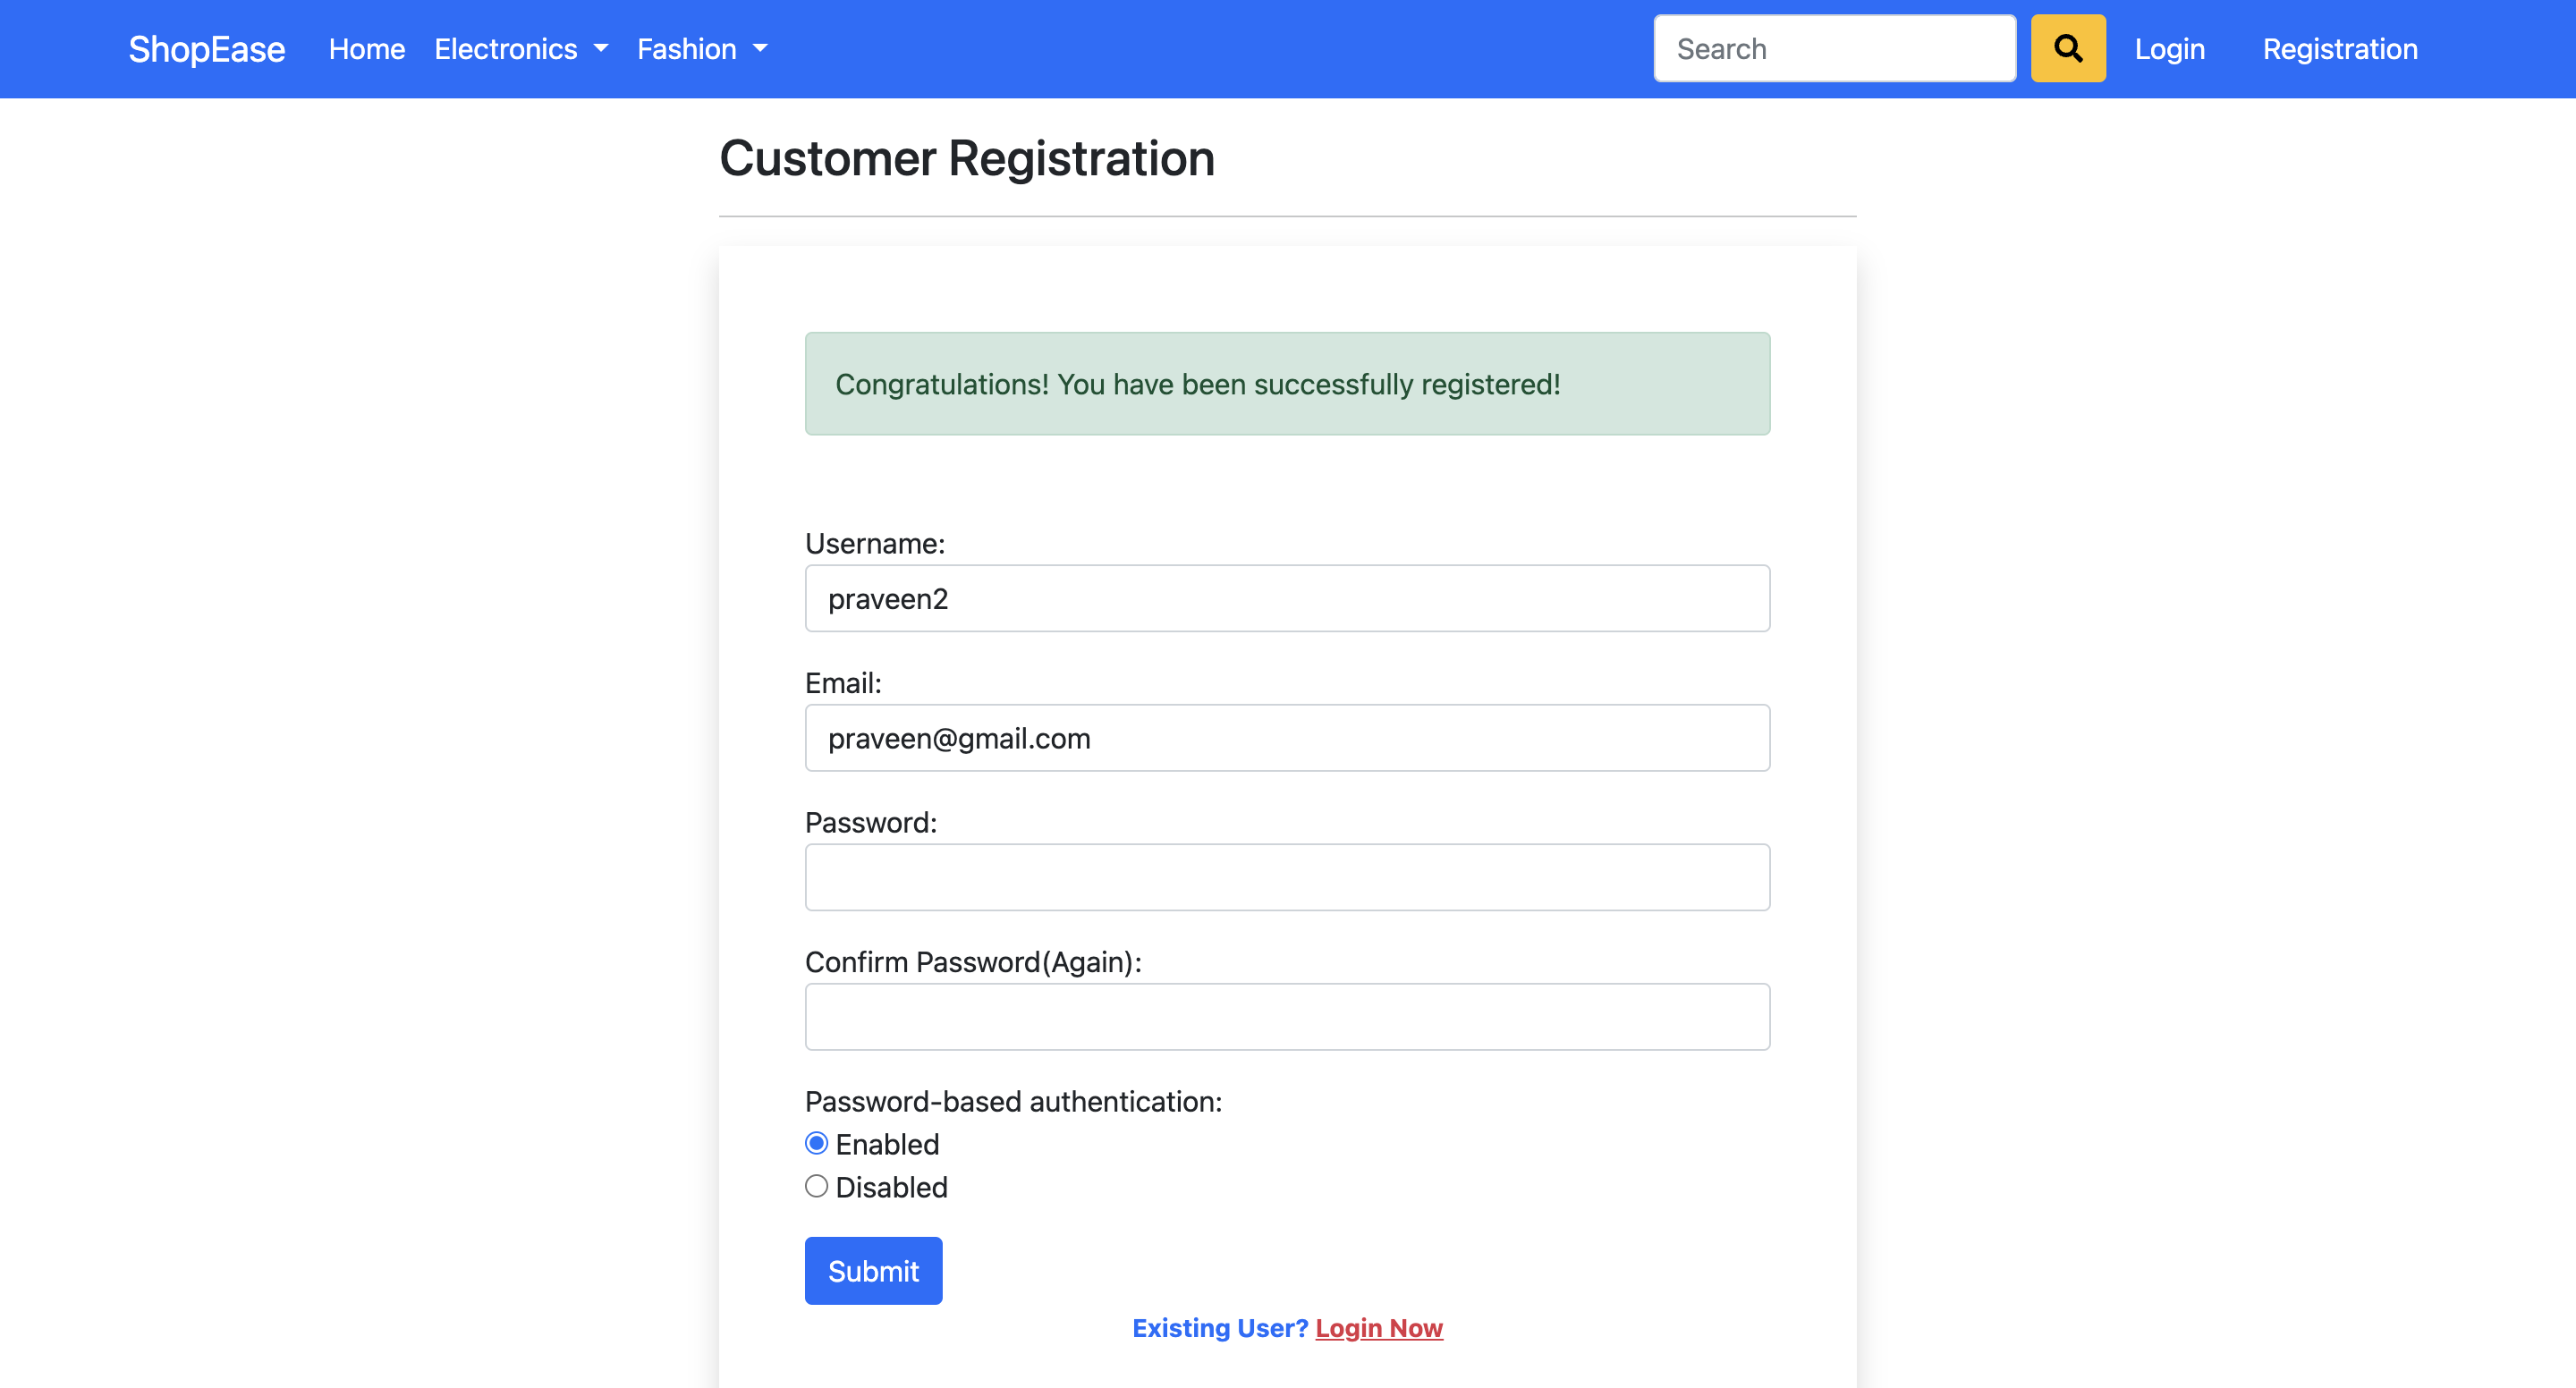 ShopEase Home Electronics Fashion Search Login Registration
Customer Registration
Congratulations! You have been successfully registered!
Username:
praveen2
Email:
praveen@gmail.com
Password:
Confirm Password(Again):
Password-based authentication:
Enabled
Disabled
Submit
Existing User? Login Now